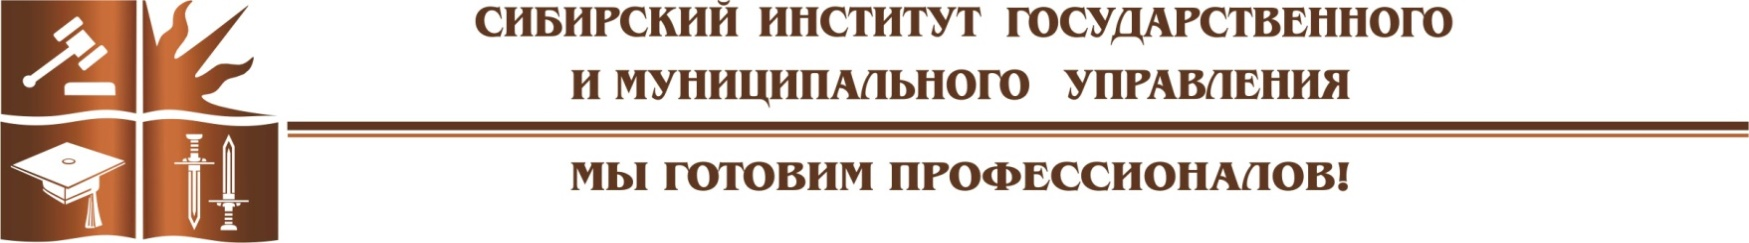 СИБИРСКИЙ ИНСТИТУТ ГОСУДАРСТВЕННОГО
И МУНИЦИПАЛЬНОГО УПРАВЛЕНИЯ
МЫ ГОТОВИМ ПРОФЕССИОНАЛОВ!